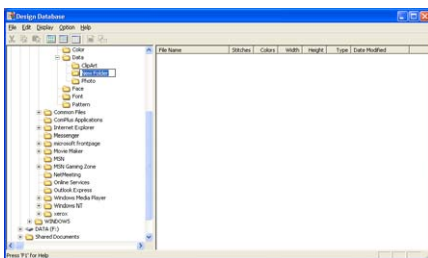 Design Database
File Edit Display Option Help
File Name Stitches Colors Width Height Type Date Modified
Color
Data
ClipArt
New Folder
Photo
Face
Font
Pattern
Common Files
ComPlus Applications
Internet Explorer
Messenger
microsoft frontpage
Movie Maker
MSN
MSN Gaming Zone
NetMeeting
Online Services
Outlook Express
Windows Media Player
Windows NT
xerox
WINDOWS
DATA (F:)
Shared Documents
Press 'F1' for Help